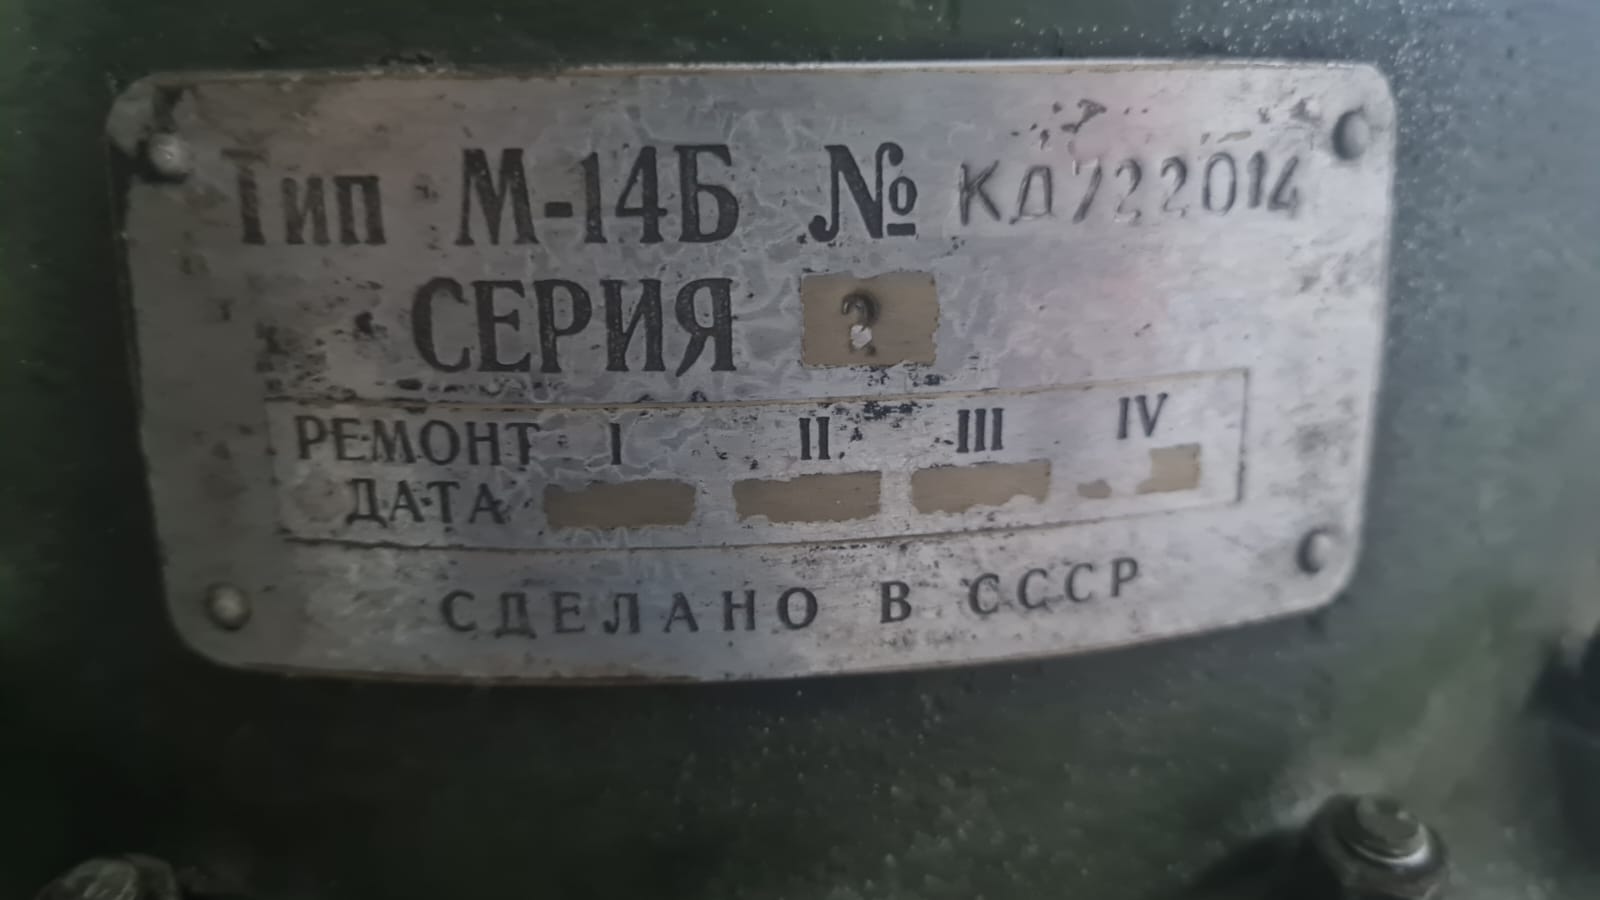 Тип М-14Б № КД722014
СЕРИЯ 2
РЕМОНТ I II III IV
ДАТА
СДЕЛАНО В СССР